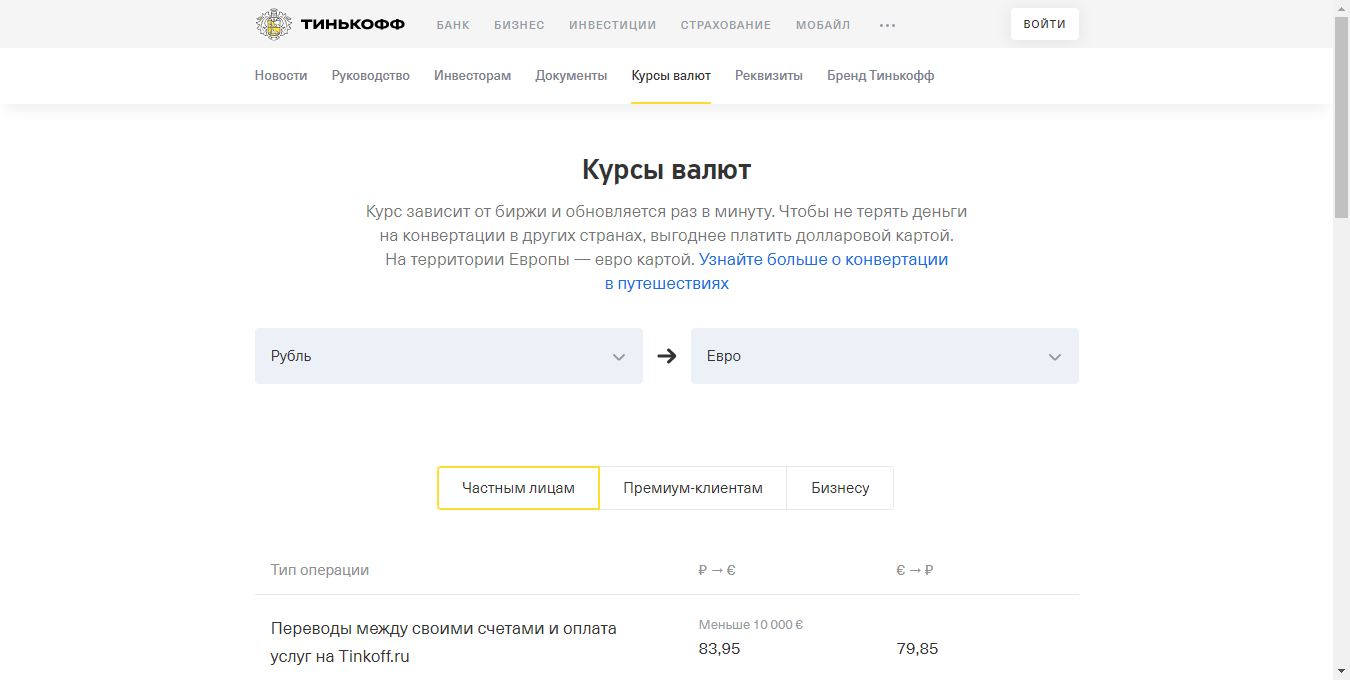 ТИНЬКОФФ БАНК БИЗНЕС ИНВЕСТИЦИИ СТРАХОВАНИЕ МОБАЙЛ ••• ВОЙТИ
Новости Руководство Инвесторам Документы Курсы валют Реквизиты Бренд Тинькофф
Курсы валют
Курс зависит от биржи и обновляется раз в минуту. Чтобы не терять деньги
на конвертации в других странах, выгоднее платить долларовой картой.
На территории Европы — евро картой. Узнайте больше о конвертации
в путешествиях
Рубль → Евро
Частным лицам Премиум-клиентам Бизнесу
Тип операции ₽ → € € → ₽
Меньше 10 000 €
Переводы между своими счетами и оплата
83,95 79,85
услуг на Tinkoff.ru